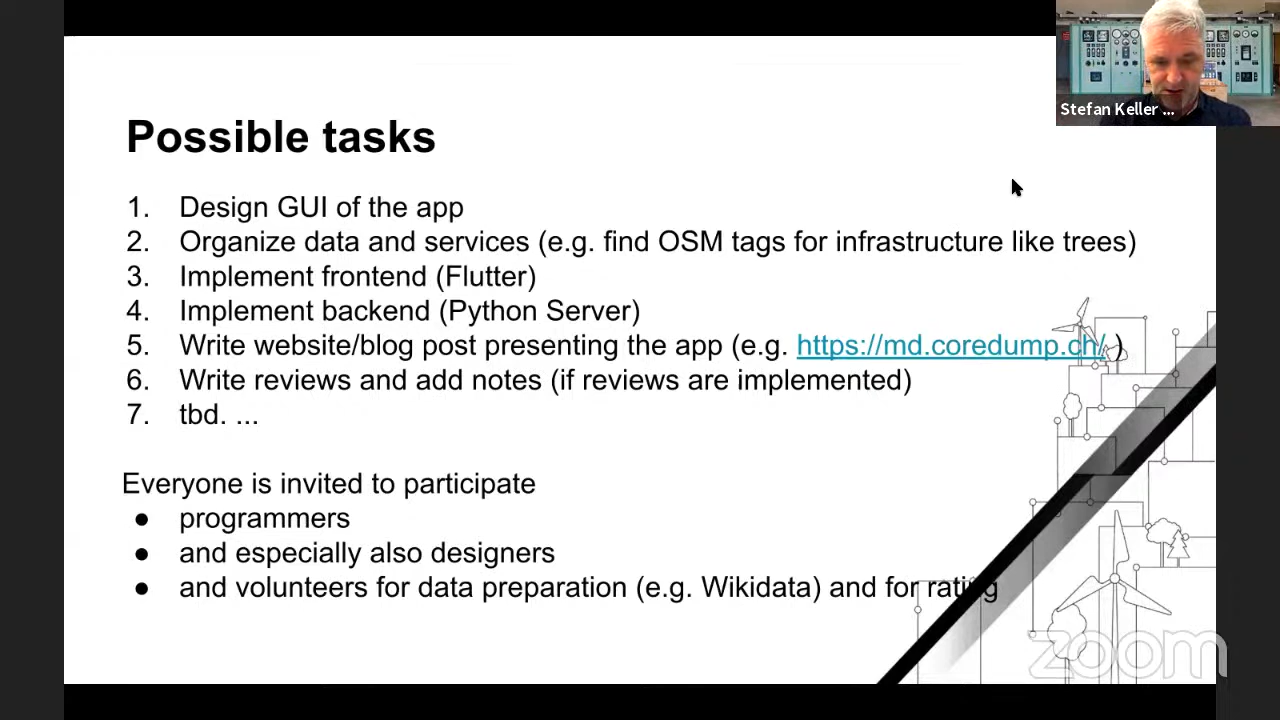 Stefan Keller ...
Possible tasks
1. Design GUI of the app
2. Organize data and services (e.g. find OSM tags for infrastructure like trees)
3. Implement frontend (Flutter)
4. Implement backend (Python Server)
5. Write website/blog post presenting the app (e.g. https://md.coredump.ch/ )
6. Write reviews and add notes (if reviews are implemented)
7. tbd. ...
Everyone is invited to participate
● programmers
● and especially also designers
● and volunteers for data preparation (e.g. Wikidata) and for rating
zoom